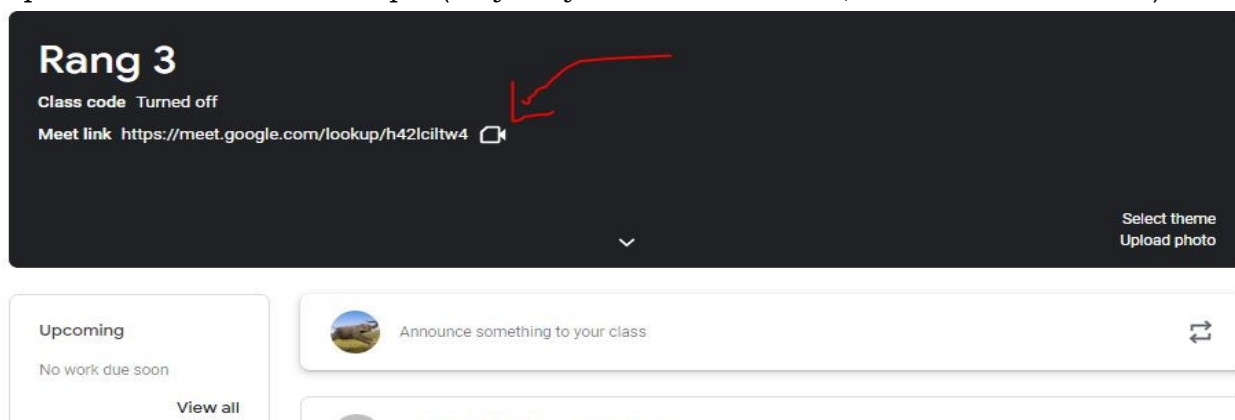 Rang 3
Class code Turned off
Meet link https://meet.google.com/lookup/h42lciltw4
Select theme
Upload photo
Upcoming
No work due soon
View all
Announce something to your class